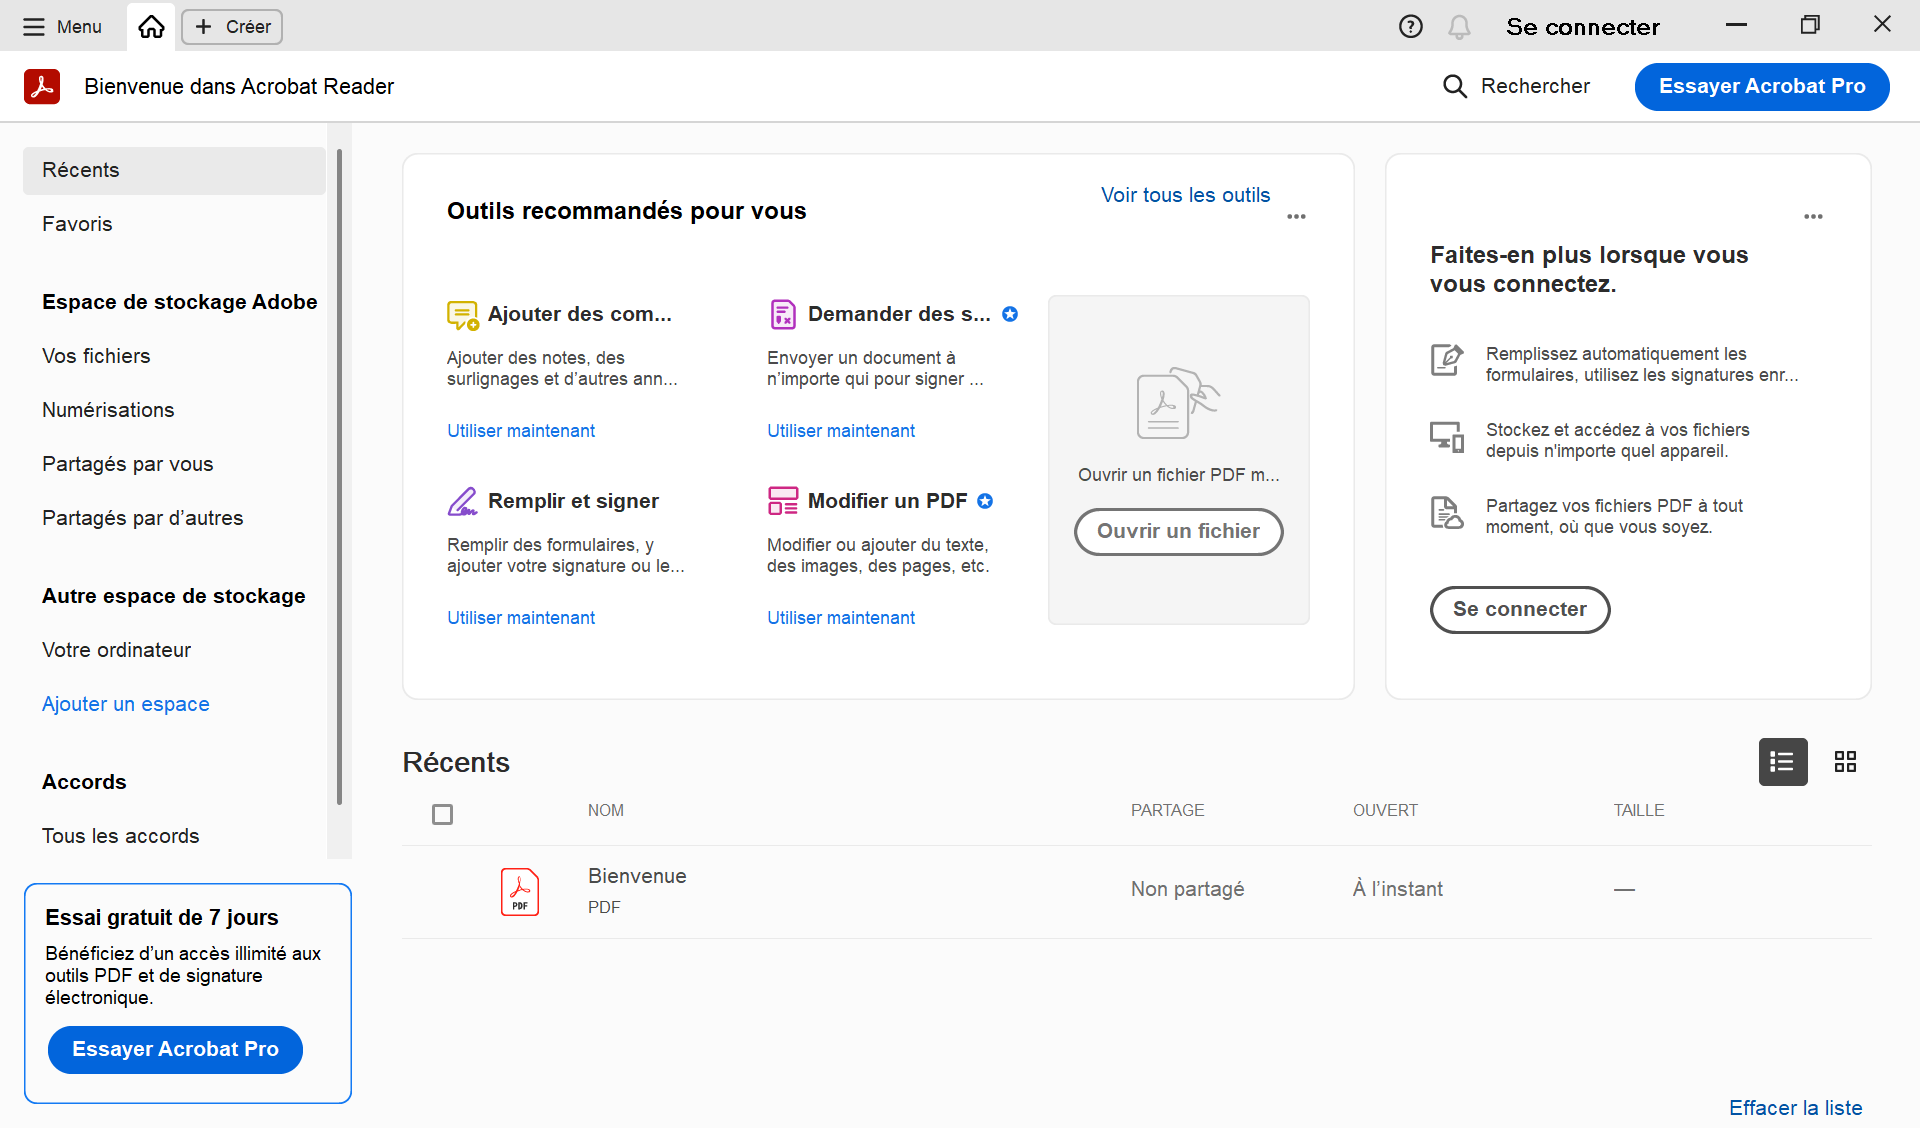 Menu
Créer
Se connecter
Bienvenue dans Acrobat Reader
Rechercher
Essayer Acrobat Pro
Récents
Favoris
Espace de stockage Adobe
Vos fichiers
Numérisations
Partagés par vous
Partagés par d’autres
Autre espace de stockage
Votre ordinateur
Ajouter un espace
Accords
Tous les accords
Essai gratuit de 7 jours
Bénéficiez d’un accès illimité aux
outils PDF et de signature
électronique.
Essayer Acrobat Pro
Outils recommandés pour vous
Voir tous les outils
Ajouter des com...
Ajouter des notes, des
surlignages et d’autres ann...
Utiliser maintenant
Demander des s...
Envoyer un document à
n’importe qui pour signer ...
Utiliser maintenant
Remplir et signer
Remplir des formulaires, y
ajouter votre signature ou le...
Utiliser maintenant
Modifier un PDF
Modifier ou ajouter du texte,
des images, des pages, etc.
Utiliser maintenant
Ouvrir un fichier PDF m...
Ouvrir un fichier
Faites-en plus lorsque vous
vous connectez.
Remplissez automatiquement les
formulaires, utilisez les signatures enr...
Stockez et accédez à vos fichiers
depuis n'importe quel appareil.
Partagez vos fichiers PDF à tout
moment, où que vous soyez.
Se connecter
Récents
NOM PARTAGE OUVERT TAILLE
PDF
Bienvenue
PDF
Non partagé À l’instant —
Effacer la liste